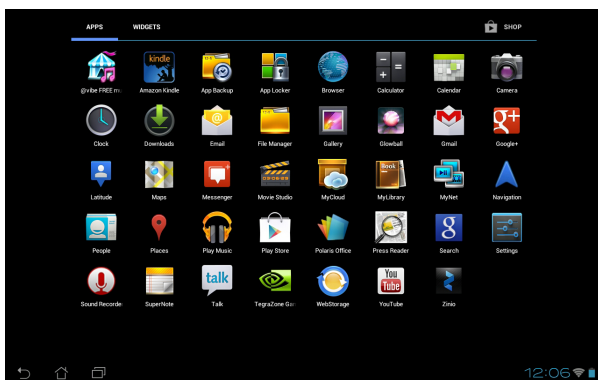 APPS WIDGETS SHOP
kindle
@vibe FREE mu Amazon Kindle App Backup App Locker Browser Calculator Calendar Camera
Clock Downloads Email File Manager Gallery Glowball Gmail Google+
Book
Latitude Maps Messenger Movie Studio MyCloud MyLibrary MyNet Navigation
g+
People Places Play Music Play Store Polaris Office Press Reader Search Settings
talk You Tube
Sound Recorde SuperNote Talk TegraZone Gam WebStorage YouTube Zinio
12:06